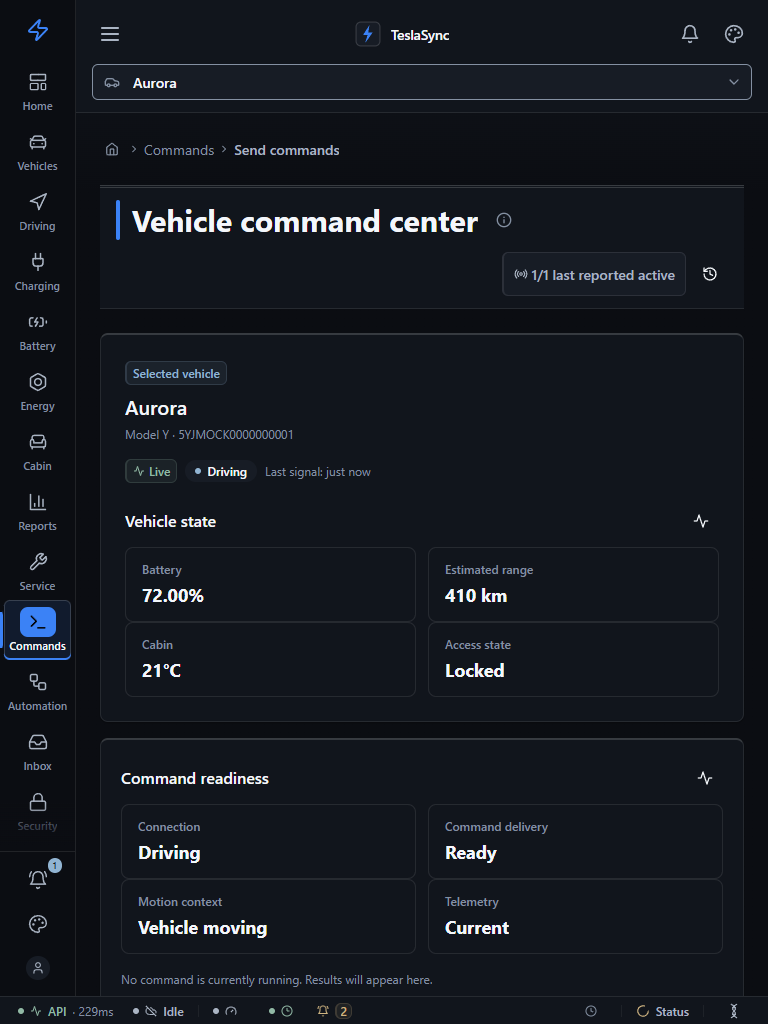 TeslaSync
Aurora
Home
Vehicles
Driving
Charging
Battery
Energy
Cabin
Reports
Service
Commands
Automation
Inbox
Security
1
Commands
Send commands
Vehicle command center
1/1 last reported active
Selected vehicle
Aurora
Model Y · 5YJMOCK0000000001
Live
Driving
Last signal: just now
Vehicle state
Battery
72.00%
Estimated range
410 km
Cabin
21°C
Access state
Locked
Command readiness
Connection
Driving
Command delivery
Ready
Motion context
Vehicle moving
Telemetry
Current
No command is currently running. Results will appear here.
API · 229ms
Idle
2
Status